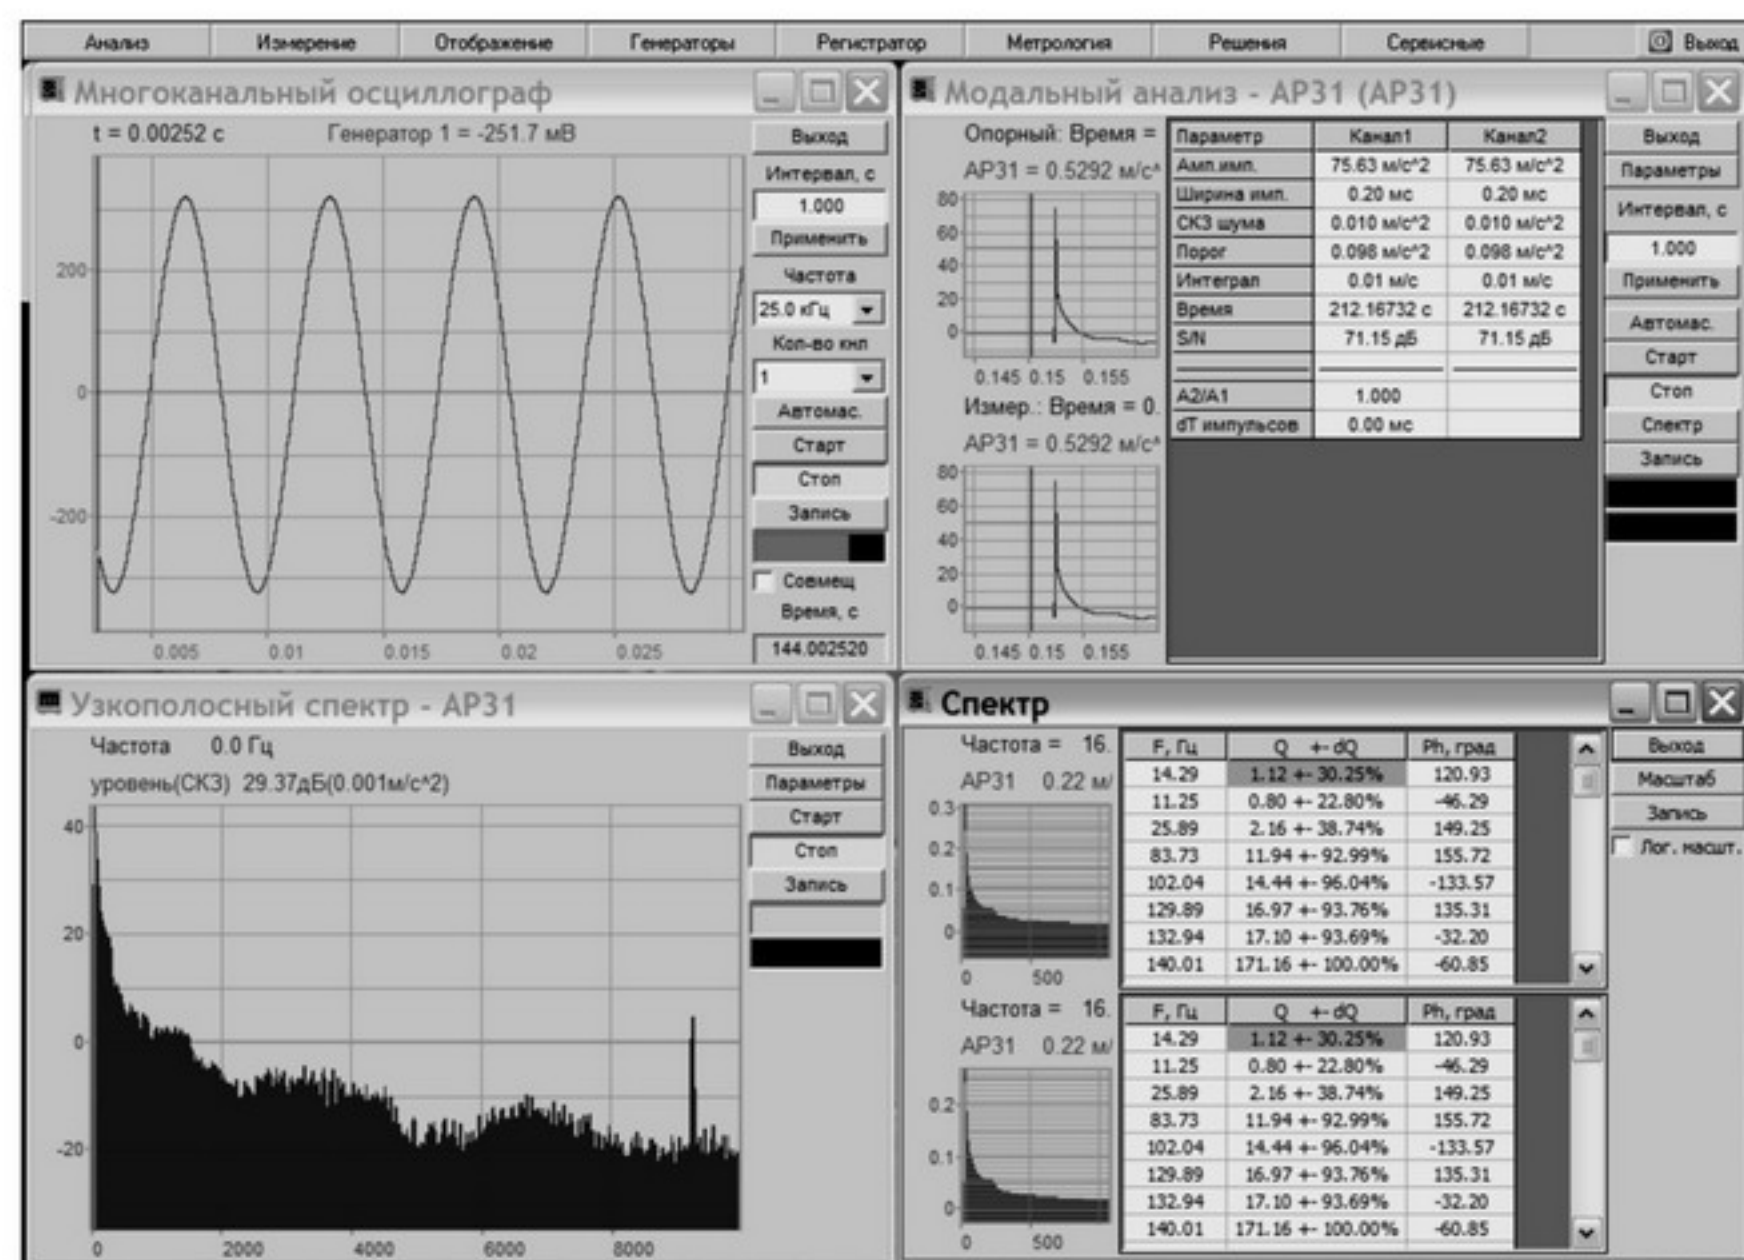 Анализ Измерение Отображение Генераторы Регистратор Метрология Решения Сервисные Выход
Многоканальный осциллограф
t = 0.00252 с Генератор 1 = -251.7 мВ
200
0
-200
0.005 0.01 0.015 0.02 0.025
Выход
Интервал, с
1.000
Применить
Частота
25.0 кГц
Кол-во кнл
1
Автомас.
Старт
Стоп
Запись
Совмещ
Время, с
144.002520
Модальный анализ - АР31 (АР31)
Опорный: Время =
АР31 = 0.5292 м/с^
80
60
40
20
0
0.145 0.15 0.155
Измер.: Время = 0.
АР31 = 0.5292 м/с^
80
60
40
20
0
0.145 0.15 0.155
Параметр Канал1 Канал2
Амп.имп. 75.63 м/с^2 75.63 м/с^2
Ширина имп. 0.20 мс 0.20 мс
СКЗ шума 0.010 м/с^2 0.010 м/с^2
Порог 0.098 м/с^2 0.098 м/с^2
Интеграл 0.01 м/с 0.01 м/с
Время 212.16732 с 212.16732 с
S/N 71.15 дБ 71.15 дБ
A2/A1 1.000
dT импульсов 0.00 мс
Выход
Параметры
Интервал, с
1.000
Применить
Автомас.
Старт
Стоп
Спектр
Запись
Узкополосный спектр - АР31
Частота 0.0 Гц
уровень(СКЗ) 29.37дБ(0.001м/с^2)
40
20
0
-20
0 2000 4000 6000 8000
Выход
Параметры
Старт
Стоп
Запись
Спектр
Частота = 16.
АР31 0.22 м/
0.3
0.2
0.1
0
0 500
F, Гц Q +- dQ Ph, град
14.29 1.12 +- 30.25% 120.93
11.25 0.80 +- 22.80% -46.29
25.89 2.16 +- 38.74% 149.25
83.73 11.94 +- 92.99% 155.72
102.04 14.44 +- 96.04% -133.57
129.89 16.97 +- 93.76% 135.31
132.94 17.10 +- 93.69% -32.20
140.01 171.16 +- 100.00% -60.85
Частота = 16.
АР31 0.22 м/
0.2
0.1
0
0 500
F, Гц Q +- dQ Ph, град
14.29 1.12 +- 30.25% 120.93
11.25 0.80 +- 22.80% -46.29
25.89 2.16 +- 38.74% 149.25
83.73 11.94 +- 92.99% 155.72
102.04 14.44 +- 96.04% -133.57
129.89 16.97 +- 93.76% 135.31
132.94 17.10 +- 93.69% -32.20
140.01 171.16 +- 100.00% -60.85
Выход
Масштаб
Запись
Лог. масшт.